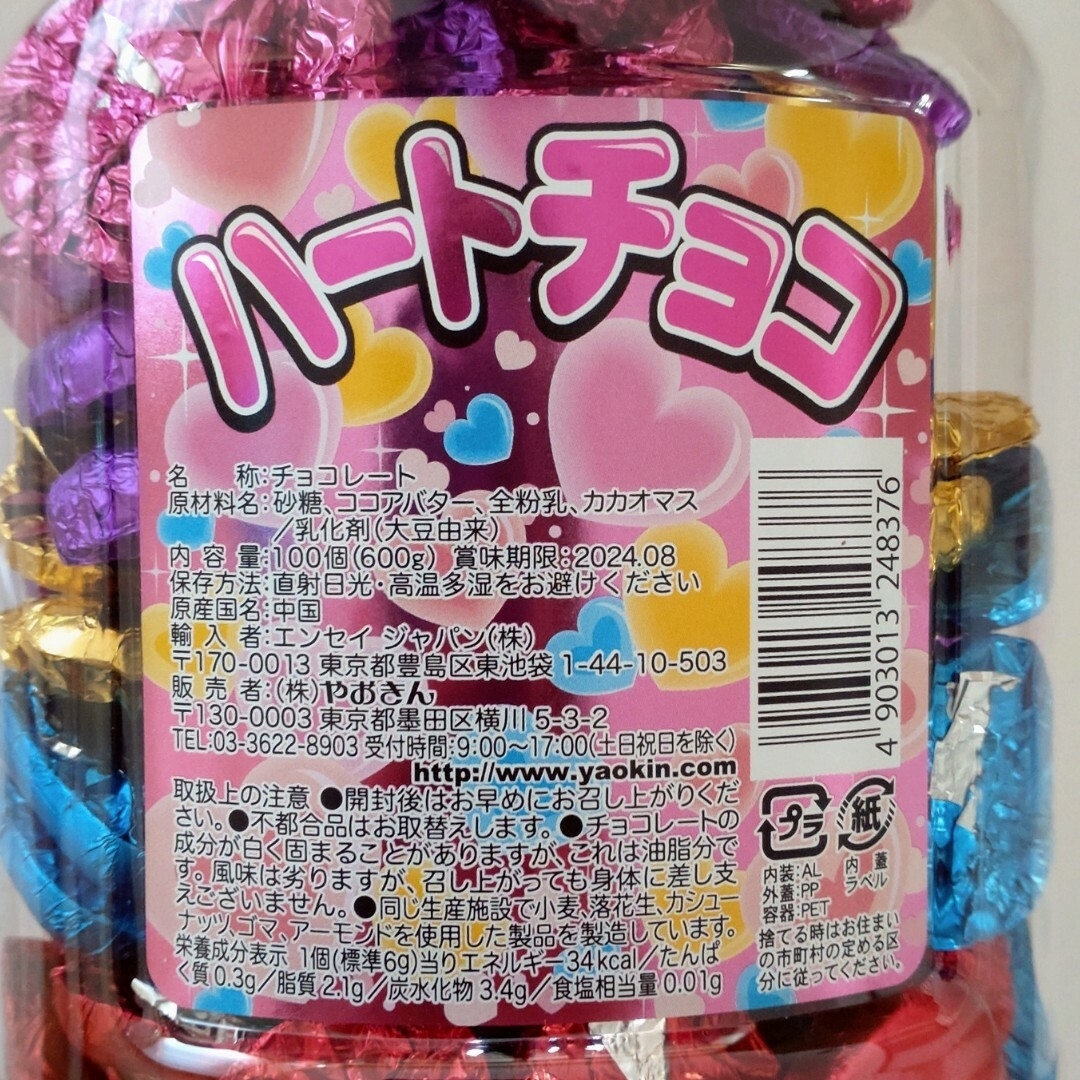 ハートチョコ
名　称:チョコレート
原材料名:砂糖、ココアバター、全粉乳、カカオマス
／乳化剤(大豆由来)
内容量:100個(600g) 賞味期限:2024.08
保存方法:直射日光・高温多湿をお避けください
原産国名:中国
輸入者:エンセイ ジャパン(株)
〒170-0013 東京都豊島区東池袋 1-44-10-503
販売者:(株)やおきん
〒130-0003 東京都墨田区横川 5-3-2
TEL:03-3622-8903 受付時間:9:00〜17:00(土日祝日を除く)
http://www.yaokin.com
取扱上の注意 ●開封後はお早めにお召し上がりくだ
さい。●不都合品はお取替えします。●チョコレートの
成分が白く固まることがありますが、これは油脂分で
す。風味は劣りますが、召し上がっても身体に差し支
えございません。●同じ生産施設で小麦、落花生、カシュー
ナッツ、ゴマ、アーモンドを使用した製品を製造しています。
栄養成分表示 1個(標準6g)当りエネルギー34kcal／たんぱ
く質 0.3g／脂質 2.1g／炭水化物 3.4g／食塩相当量 0.01g
4 903013 248376
プラ 紙
内装:AL 内蓋
外蓋:PP ラベル
容器:PET
捨てる時はお住まい
の市町村の定める区
分に従ってください。